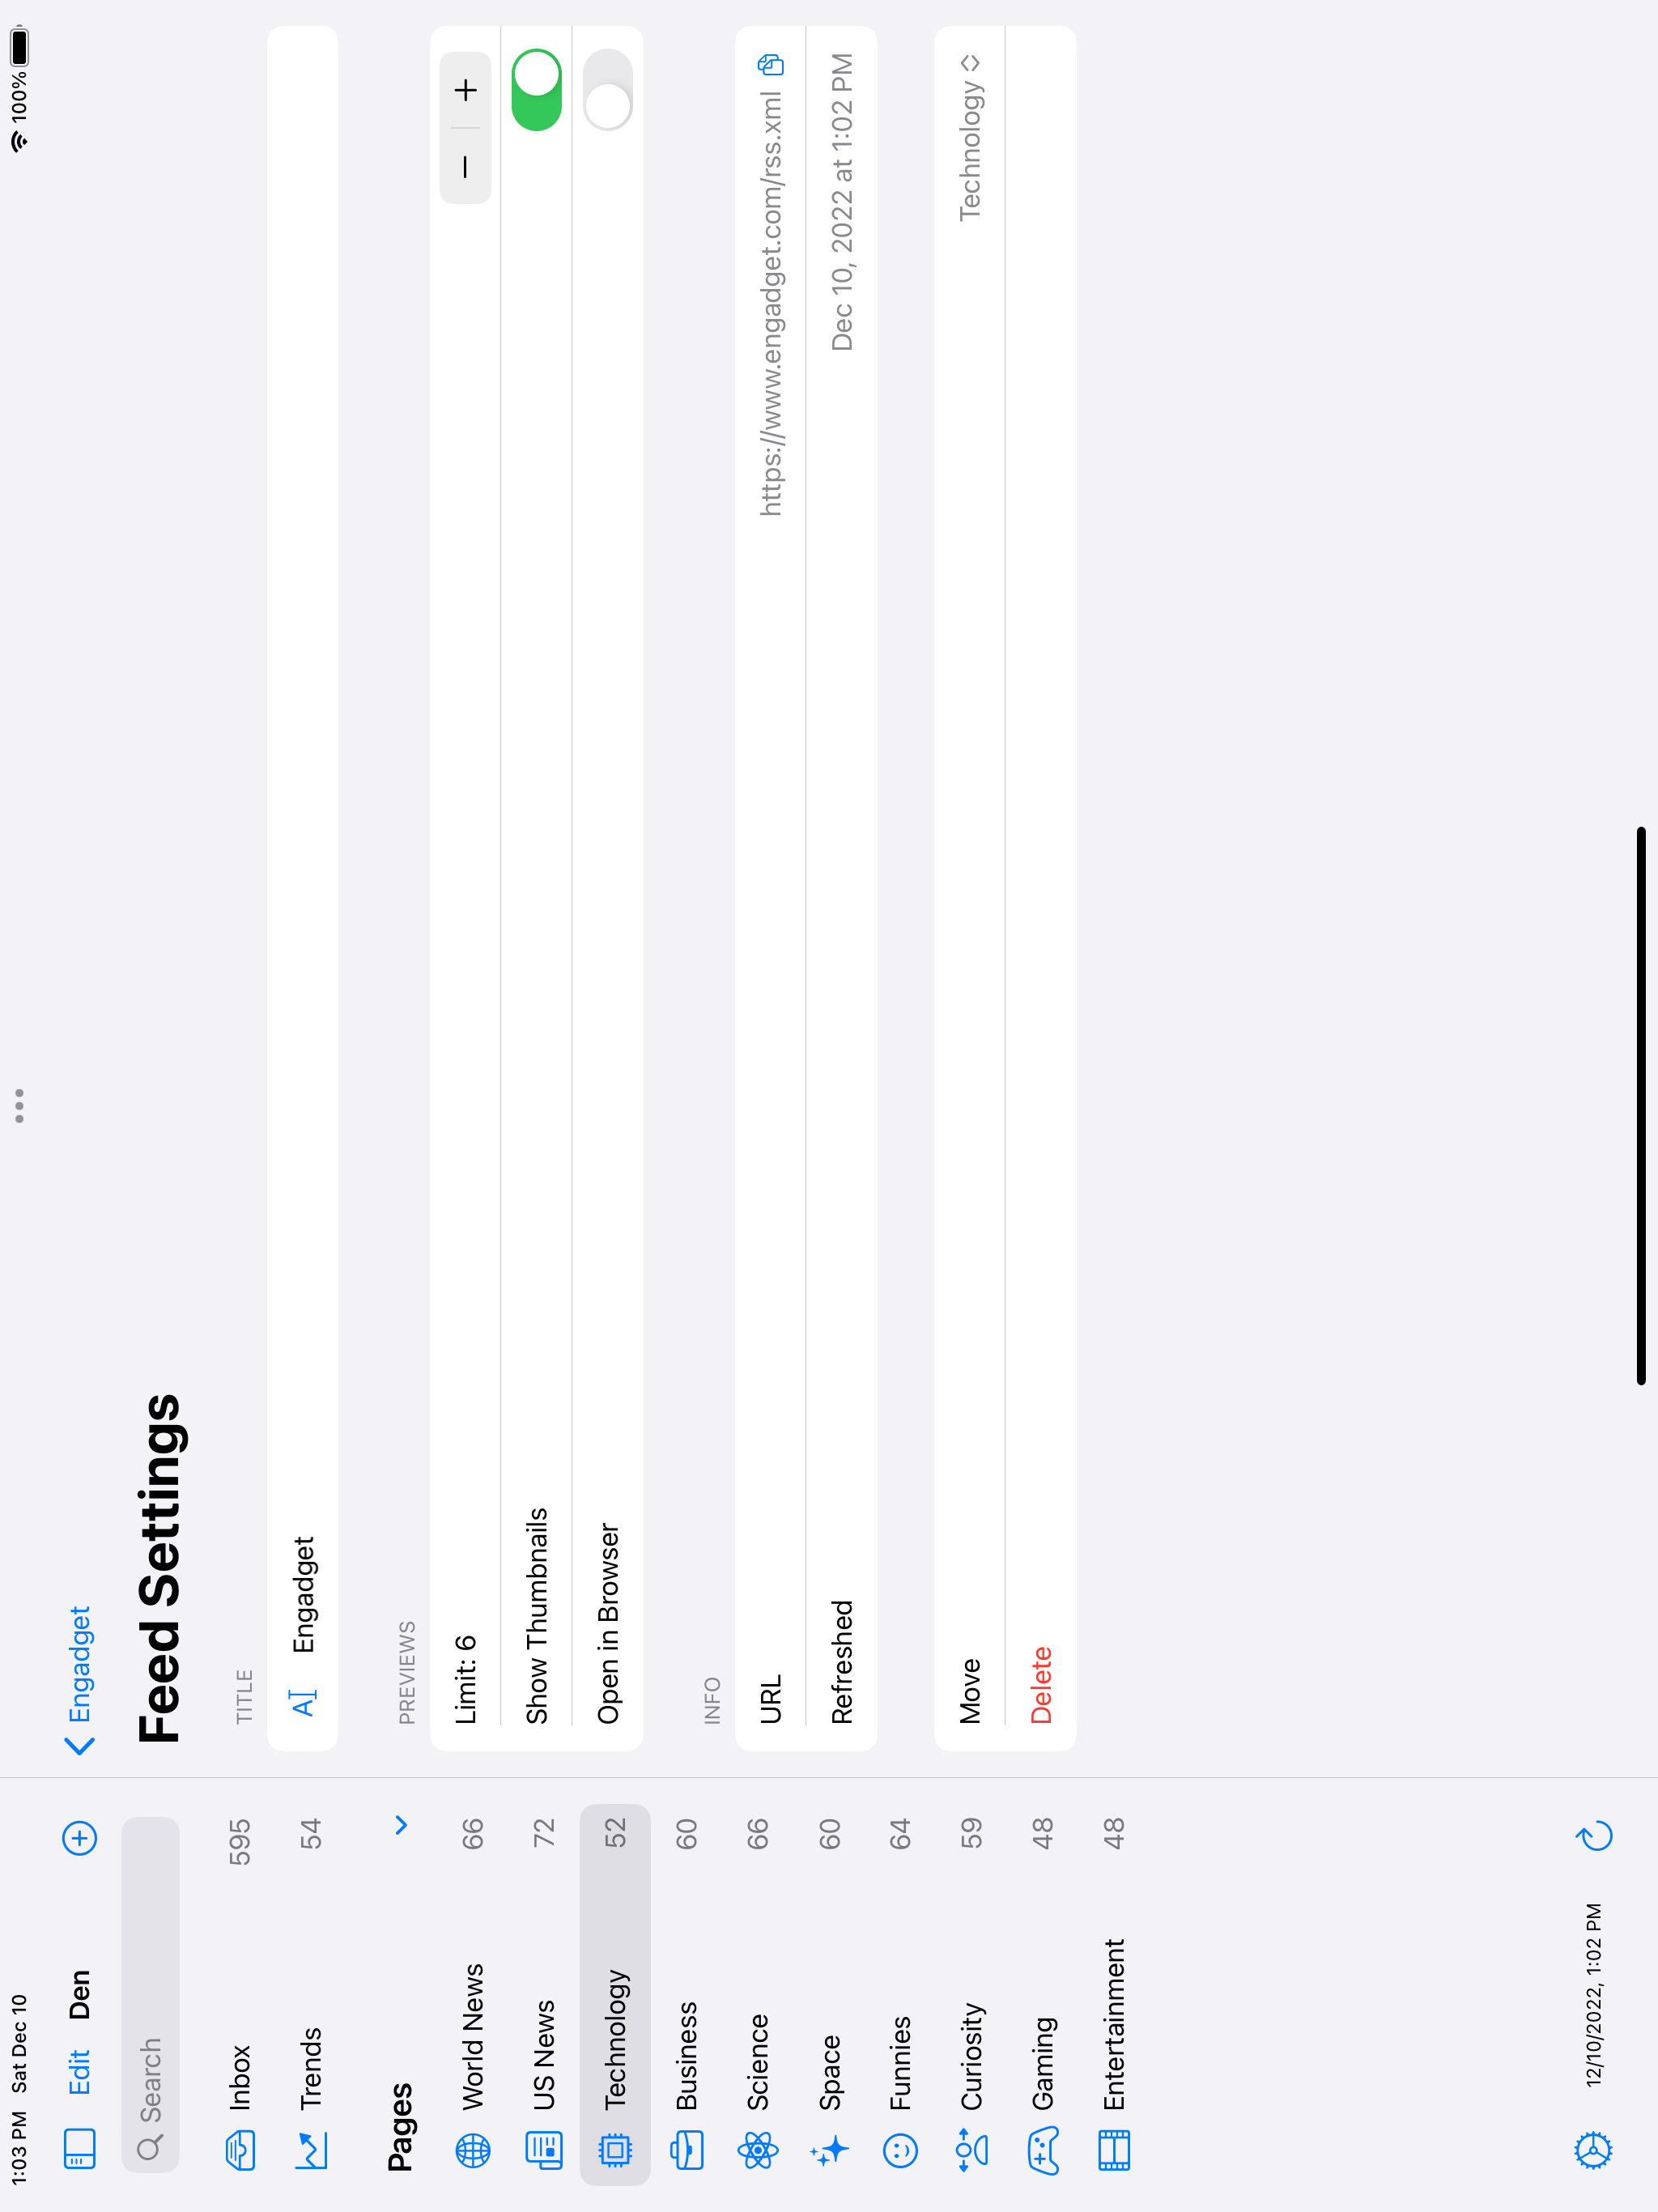 1:03 PM Sat Dec 10
100%
Edit
Den
Search
Inbox 595
Trends 54
Pages
World News 66
US News 72
Technology 52
Business 60
Science 66
Space 60
Funnies 64
Curiosity 59
Gaming 48
Entertainment 48
12/10/2022, 1:02 PM
Engadget
Feed Settings
TITLE
Engadget
PREVIEWS
Limit: 6
Show Thumbnails
Open in Browser
INFO
URL https://www.engadget.com/rss.xml
Refreshed Dec 10, 2022 at 1:02 PM
Move Technology
Delete